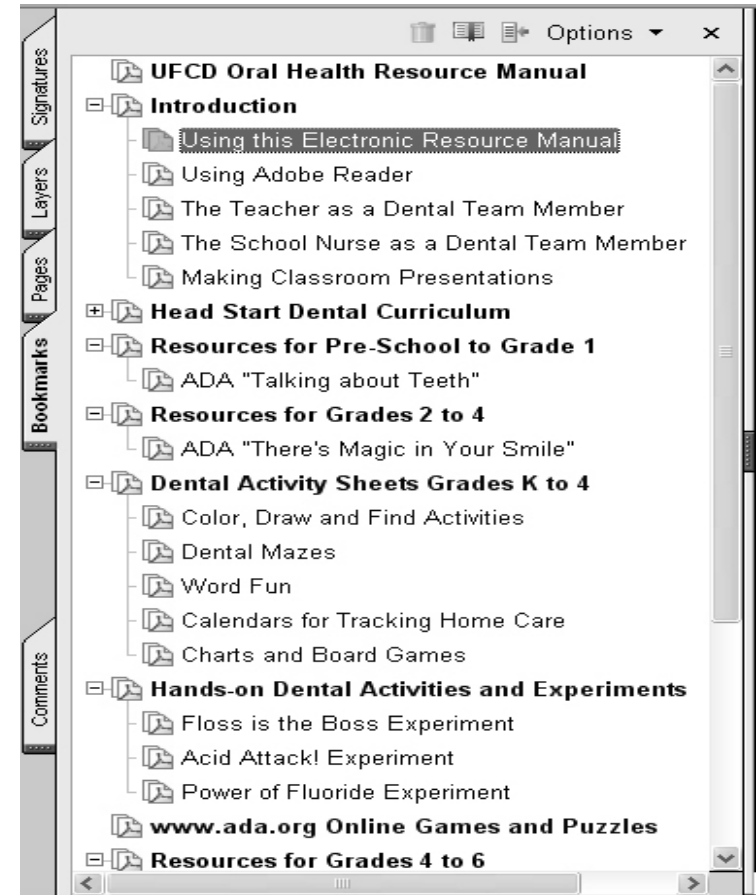 Options
Signatures
Layers
Pages
Bookmarks
Comments
UFCD Oral Health Resource Manual
Introduction
Using this Electronic Resource Manual
Using Adobe Reader
The Teacher as a Dental Team Member
The School Nurse as a Dental Team Member
Making Classroom Presentations
Head Start Dental Curriculum
Resources for Pre-School to Grade 1
ADA "Talking about Teeth"
Resources for Grades 2 to 4
ADA "There's Magic in Your Smile"
Dental Activity Sheets Grades K to 4
Color, Draw and Find Activities
Dental Mazes
Word Fun
Calendars for Tracking Home Care
Charts and Board Games
Hands-on Dental Activities and Experiments
Floss is the Boss Experiment
Acid Attack! Experiment
Power of Fluoride Experiment
www.ada.org Online Games and Puzzles
Resources for Grades 4 to 6